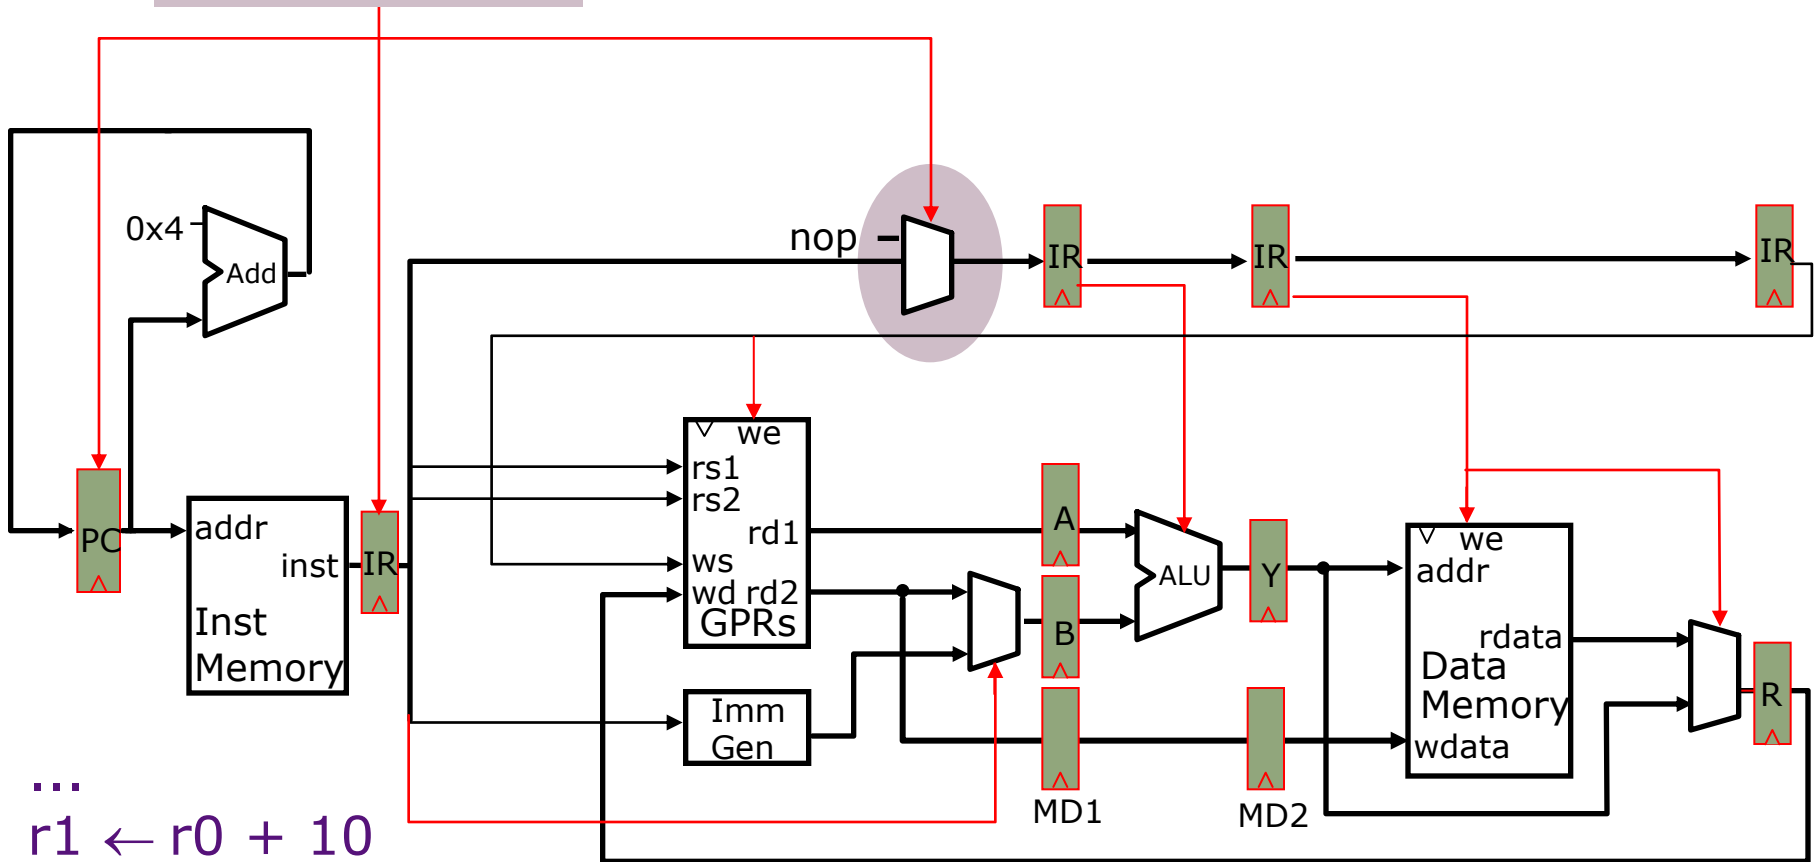 0x4
Add
nop
IR
IR
IR
we
rs1
rs2
rd1
ws
wd rd2
GPRs
PC
addr
inst
Inst
Memory
IR
A
B
ALU
Y
we
addr
rdata
Data
Memory
wdata
R
Imm
Gen
MD1
MD2
...
r1 ← r0 + 10